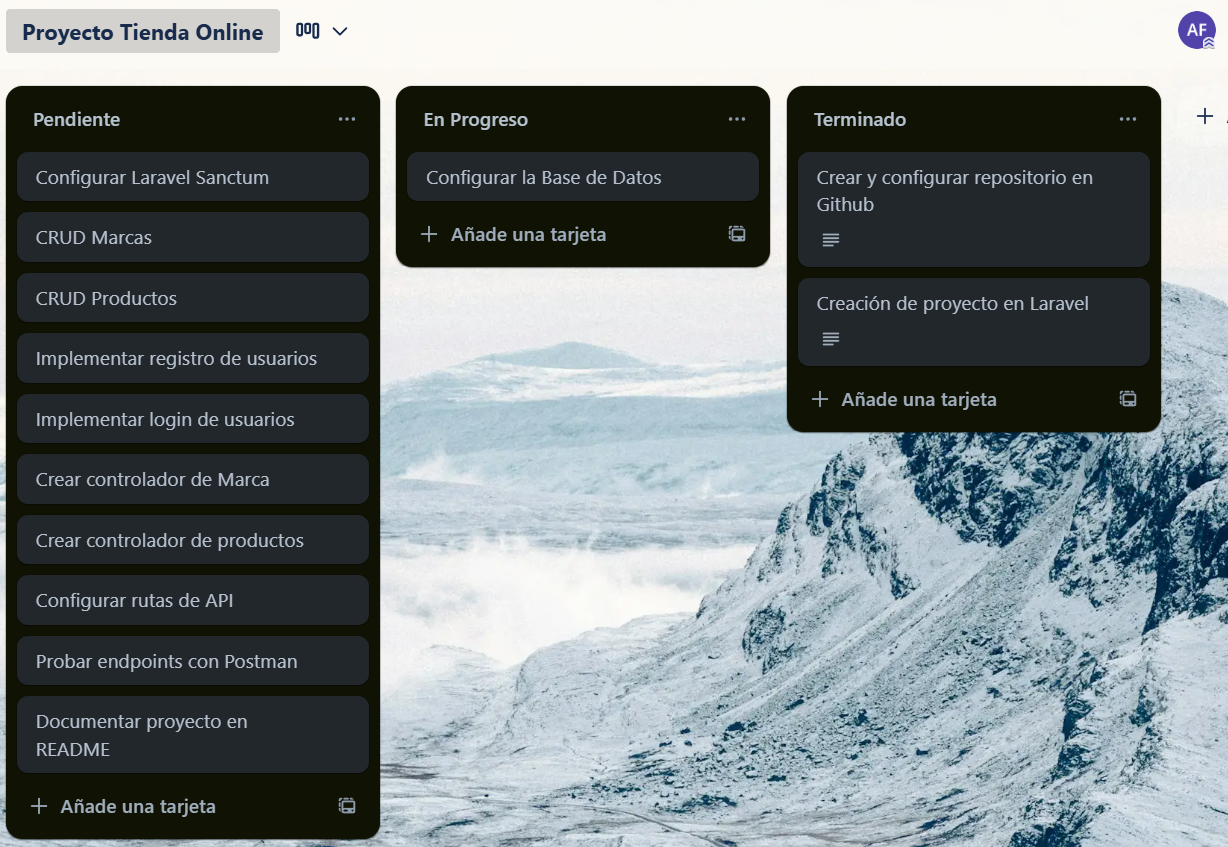 Proyecto Tienda Online
AF
Pendiente
Configurar Laravel Sanctum
CRUD Marcas
CRUD Productos
Implementar registro de usuarios
Implementar login de usuarios
Crear controlador de Marca
Crear controlador de productos
Configurar rutas de API
Probar endpoints con Postman
Documentar proyecto en
README
Añade una tarjeta
En Progreso
Configurar la Base de Datos
Añade una tarjeta
Terminado
Crear y configurar repositorio en
Github
Creación de proyecto en Laravel
Añade una tarjeta